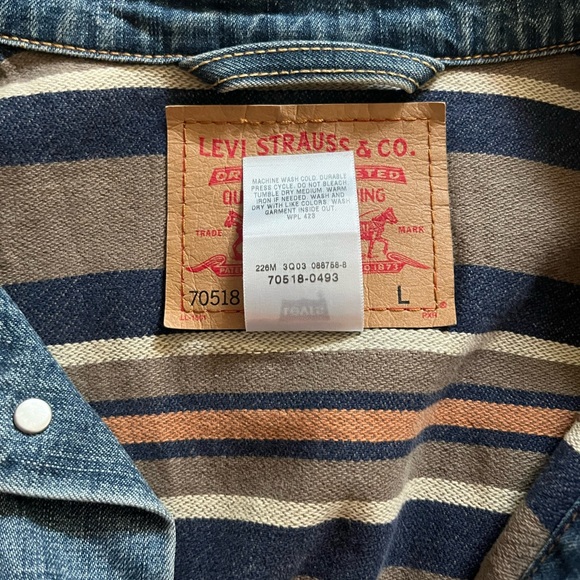 LEVI STRAUSS & CO.
MACHINE WASH COLD. DURABLE
PRESS CYCLE. DO NOT BLEACH
TUMBLE DRY MEDIUM. WARM
IRON IF NEEDED. WASH AND
DRY WITH LIKE COLORS. WASH
GARMENT INSIDE OUT.
WPL 423
TRADE MARK
226M 3Q03 088758-8
70518-0493
70518 L